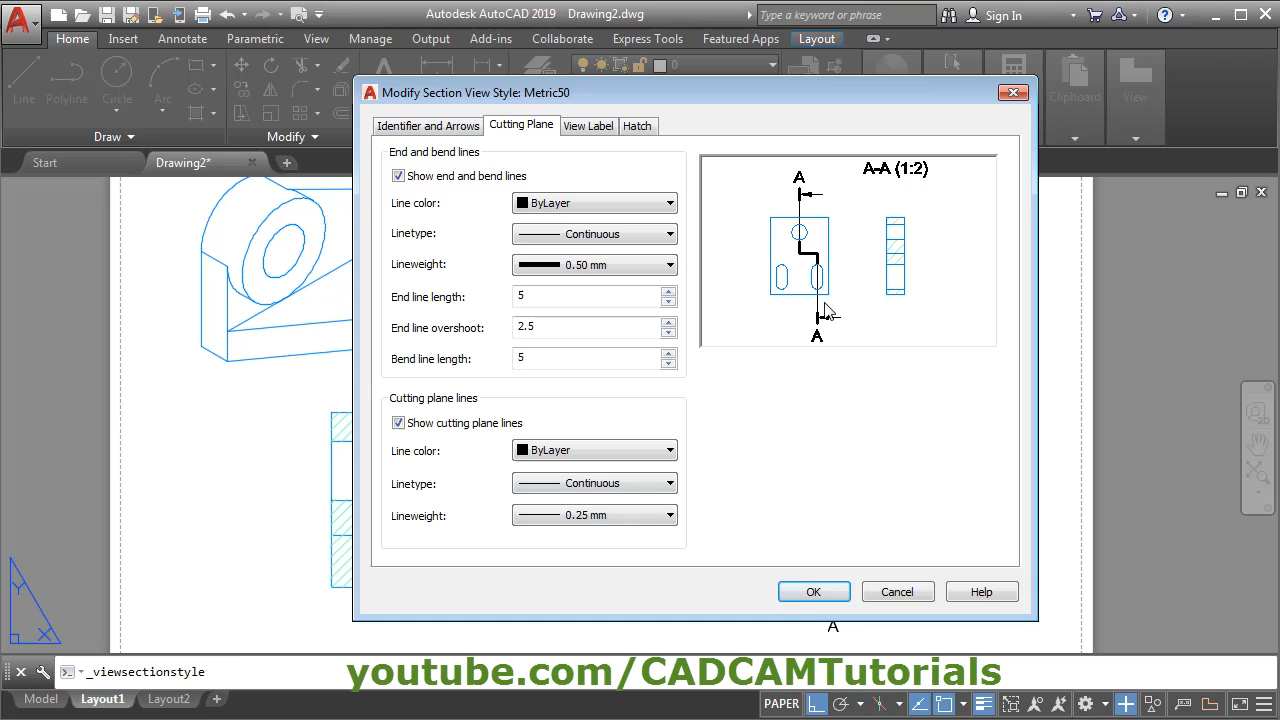 Autodesk AutoCAD 2019 Drawing2.dwg
Type a keyword or phrase
Sign In
Home Insert Annotate Parametric View Manage Output Add-ins Collaborate Express Tools Featured Apps Layout
Line Polyline Circle Arc
0
Clipboard View
Draw Modify
Start Drawing2*
Modify Section View Style: Metric50
Identifier and Arrows Cutting Plane View Label Hatch
End and bend lines
Show end and bend lines
Line color: ByLayer
Linetype: Continuous
Lineweight: 0.50 mm
End line length: 5
End line overshoot: 2.5
Bend line length: 5
Cutting plane lines
Show cutting plane lines
Line color: ByLayer
Linetype: Continuous
Lineweight: 0.25 mm
A
A-A (1:2)
A
OK Cancel Help
A
Y
X
_viewsectionstyle
youtube.com/CADCAMTutorials
Model Layout1 Layout2
PAPER